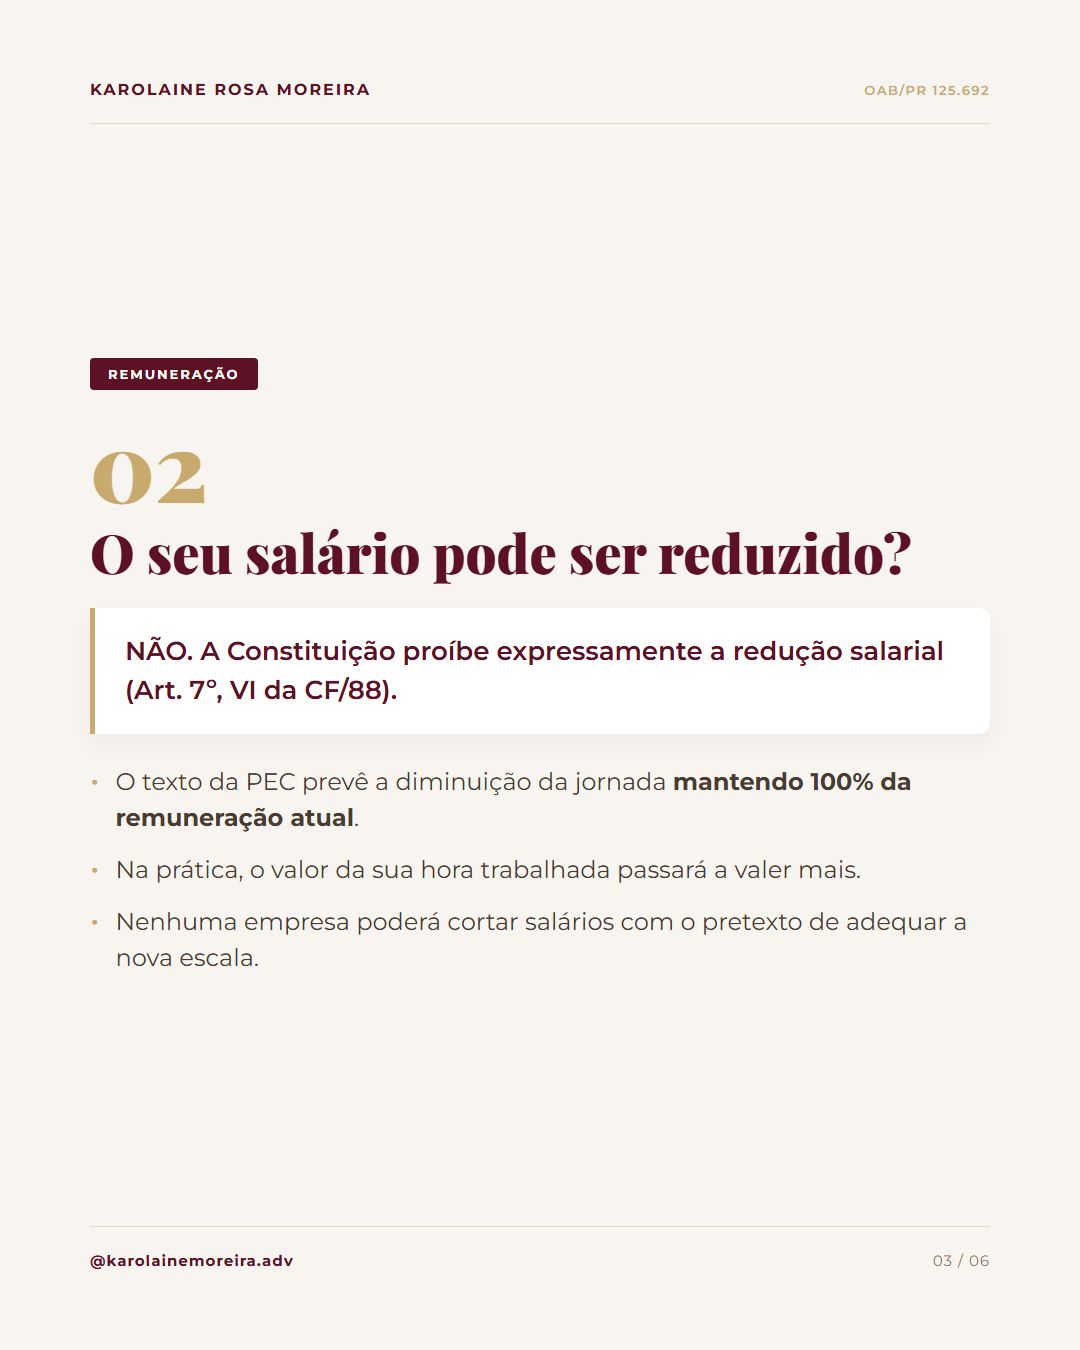 KAROLAINE ROSA MOREIRA
OAB/PR 125.692
REMUNERAÇÃO
02
O seu salário pode ser reduzido?
NÃO. A Constituição proíbe expressamente a redução salarial
(Art. 7º, VI da CF/88).
• O texto da PEC prevê a diminuição da jornada mantendo 100% da
remuneração atual.
• Na prática, o valor da sua hora trabalhada passará a valer mais.
• Nenhuma empresa poderá cortar salários com o pretexto de adequar a
nova escala.
@karolainemoreira.adv
03 / 06